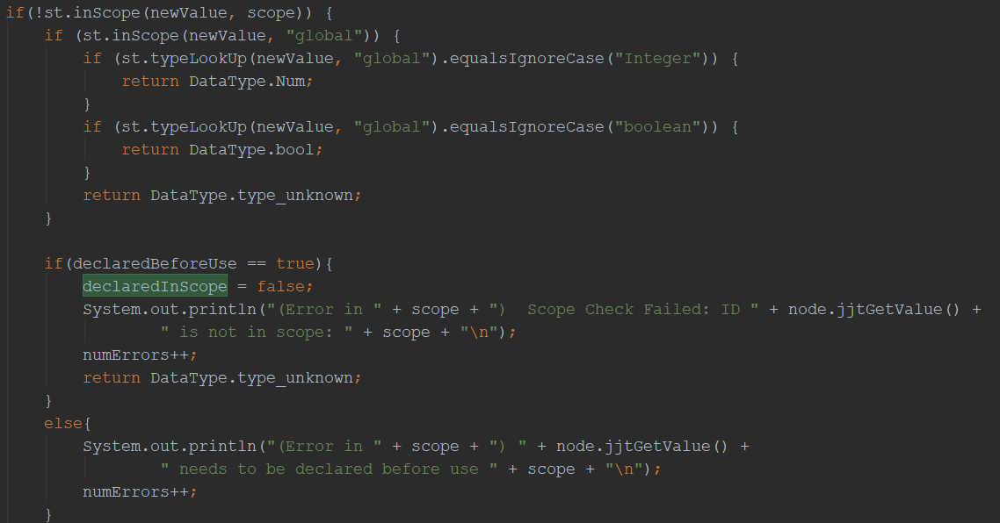 if(!st.inScope(newValue, scope)) {
if (st.inScope(newValue, "global")) {
if (st.typeLookUp(newValue, "global").equalsIgnoreCase("Integer")) {
return DataType.Num;
}
if (st.typeLookUp(newValue, "global").equalsIgnoreCase("boolean")) {
return DataType.bool;
}
return DataType.type_unknown;
}
if(declaredBeforeUse == true){
declaredInScope = false;
System.out.println("(Error in " + scope + ")  Scope Check Failed: ID " + node.jjtGetValue() +
" is not in scope: " + scope + "\n");
numErrors++;
return DataType.type_unknown;
}
else{
System.out.println("(Error in " + scope + ") " + node.jjtGetValue() +
" needs to be declared before use " + scope + "\n");
numErrors++;
}